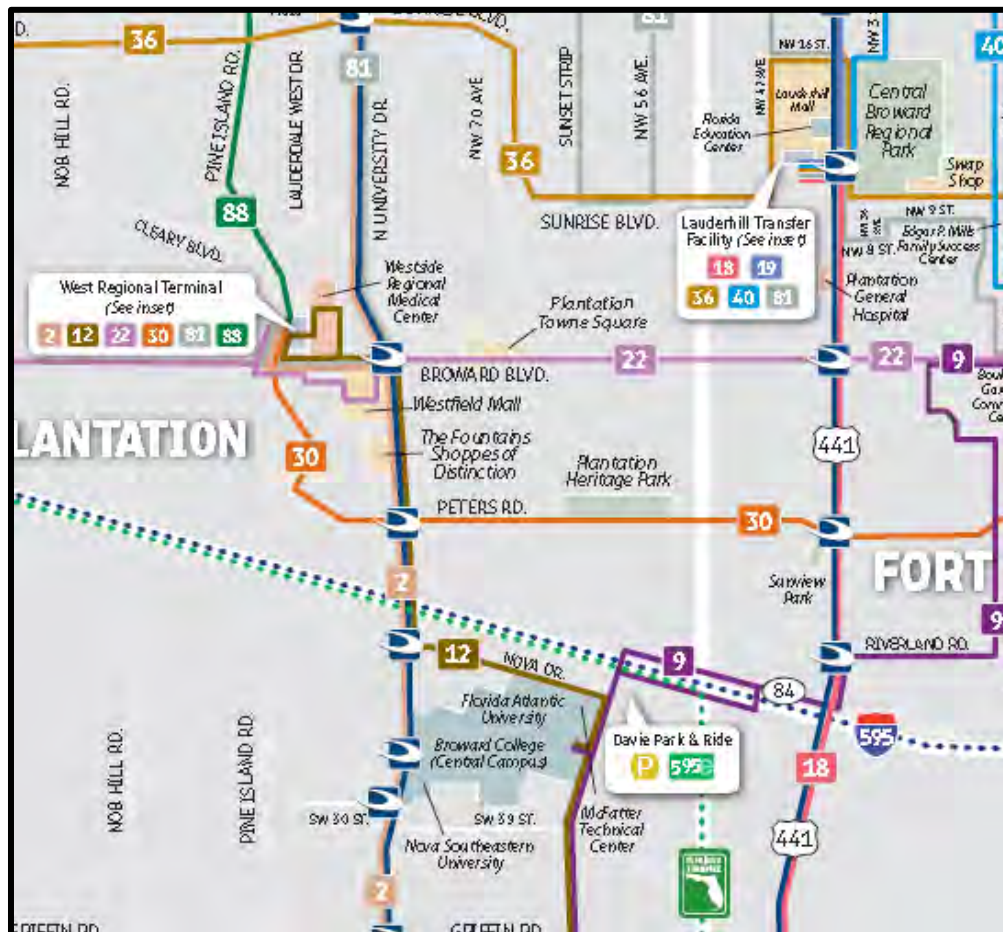 BLVD.
36
81
81
NW 16 ST.
40
NOB HILL RD.
PINE ISLAND RD.
LAUDERDALE WEST DR.
N UNIVERSITY DR.
NW 70 AVE
SUNSET STRIP
NW 56 AVE.
Lauderhill
Mall
Florida
Education
Center
Central
Broward
Regional
Park
Swap
Shop
36
88
CLEARY BLVD.
SUNRISE BLVD.
Lauderhill Transfer
Facility (See inset)
18 19
36 40 81
NW 9 ST.
NW 8 ST.
Edgar P. Mills
Family Success
Center
West Regional Terminal
(See inset)
2 12 22 30 81 88
Westside
Regional
Medical
Center
Plantation
Towne Square
Plantation
General
Hospital
BROWARD BLVD.
22
22
9
Westfield Mall
LANTATION
30
The Fountains
Shoppes of
Distinction
Plantation
Heritage Park
441
PETERS RD.
30
Sunview
Park
FORT
2
9
RIVERLAND RD.
12
NOVA DR.
9
84
595
Florida Atlantic
University
Broward College
(Central Campus)
Davie Park & Ride
P 595e
18
NOB HILL RD.
PINE ISLAND RD.
SW 30 ST.
SW 39 ST.
McFatter
Technical
Center
Nova Southeastern
University
441
2
GRIFFIN RD.
GRIFFIN RD.